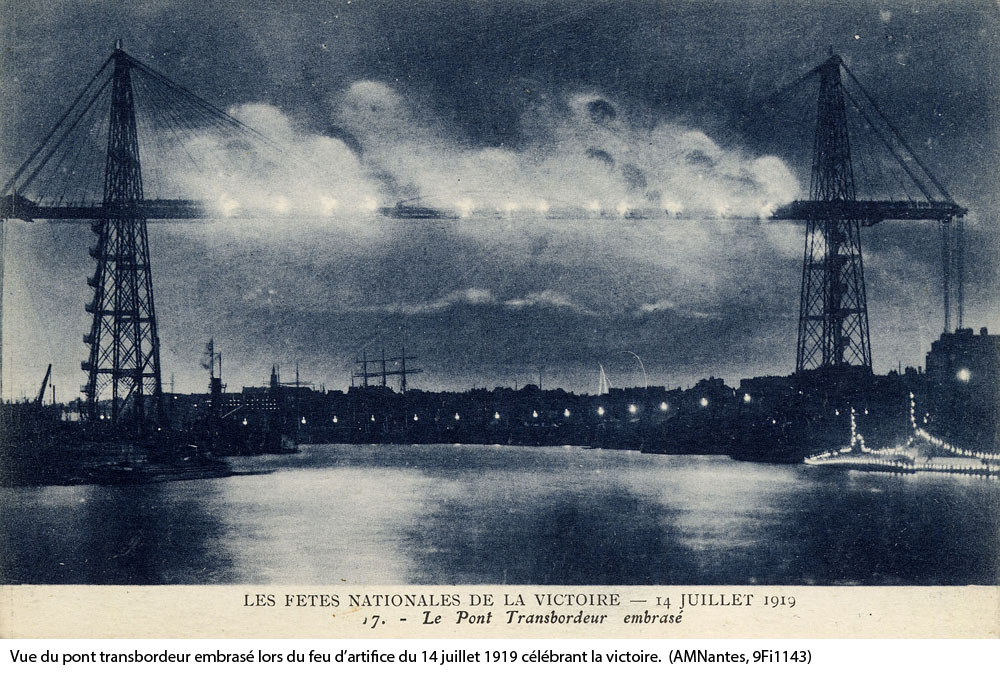 LES FETES NATIONALES DE LA VICTOIRE — 14 JUILLET 1919
17. - Le Pont Transbordeur embrasé
Vue du pont transbordeur embrasé lors du feu d’artifice du 14 juillet 1919 célébrant la victoire. (AMNantes, 9Fi1143)